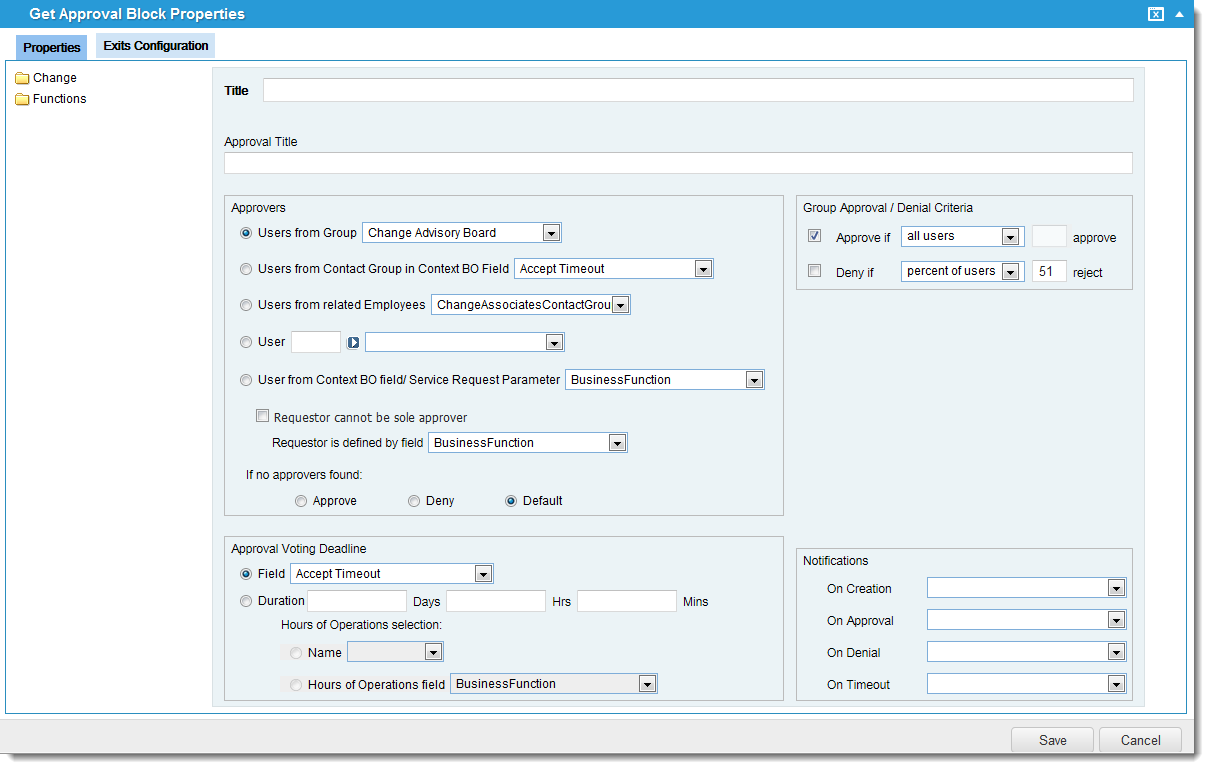 Get Approval Block Properties
Properties Exits Configuration
Change
Functions
Title
Approval Title
Approvers
Users from Group Change Advisory Board
Users from Contact Group in Context BO Field Accept Timeout
Users from related Employees ChangeAssociatesContactGrou
User
User from Context BO field/ Service Request Parameter BusinessFunction
Requestor cannot be sole approver
Requestor is defined by field BusinessFunction
If no approvers found:
Approve Deny Default
Group Approval / Denial Criteria
Approve if all users approve
Deny if percent of users 51 reject
Approval Voting Deadline
Field Accept Timeout
Duration Days Hrs Mins
Hours of Operations selection:
Name
Hours of Operations field BusinessFunction
Notifications
On Creation
On Approval
On Denial
On Timeout
Save Cancel